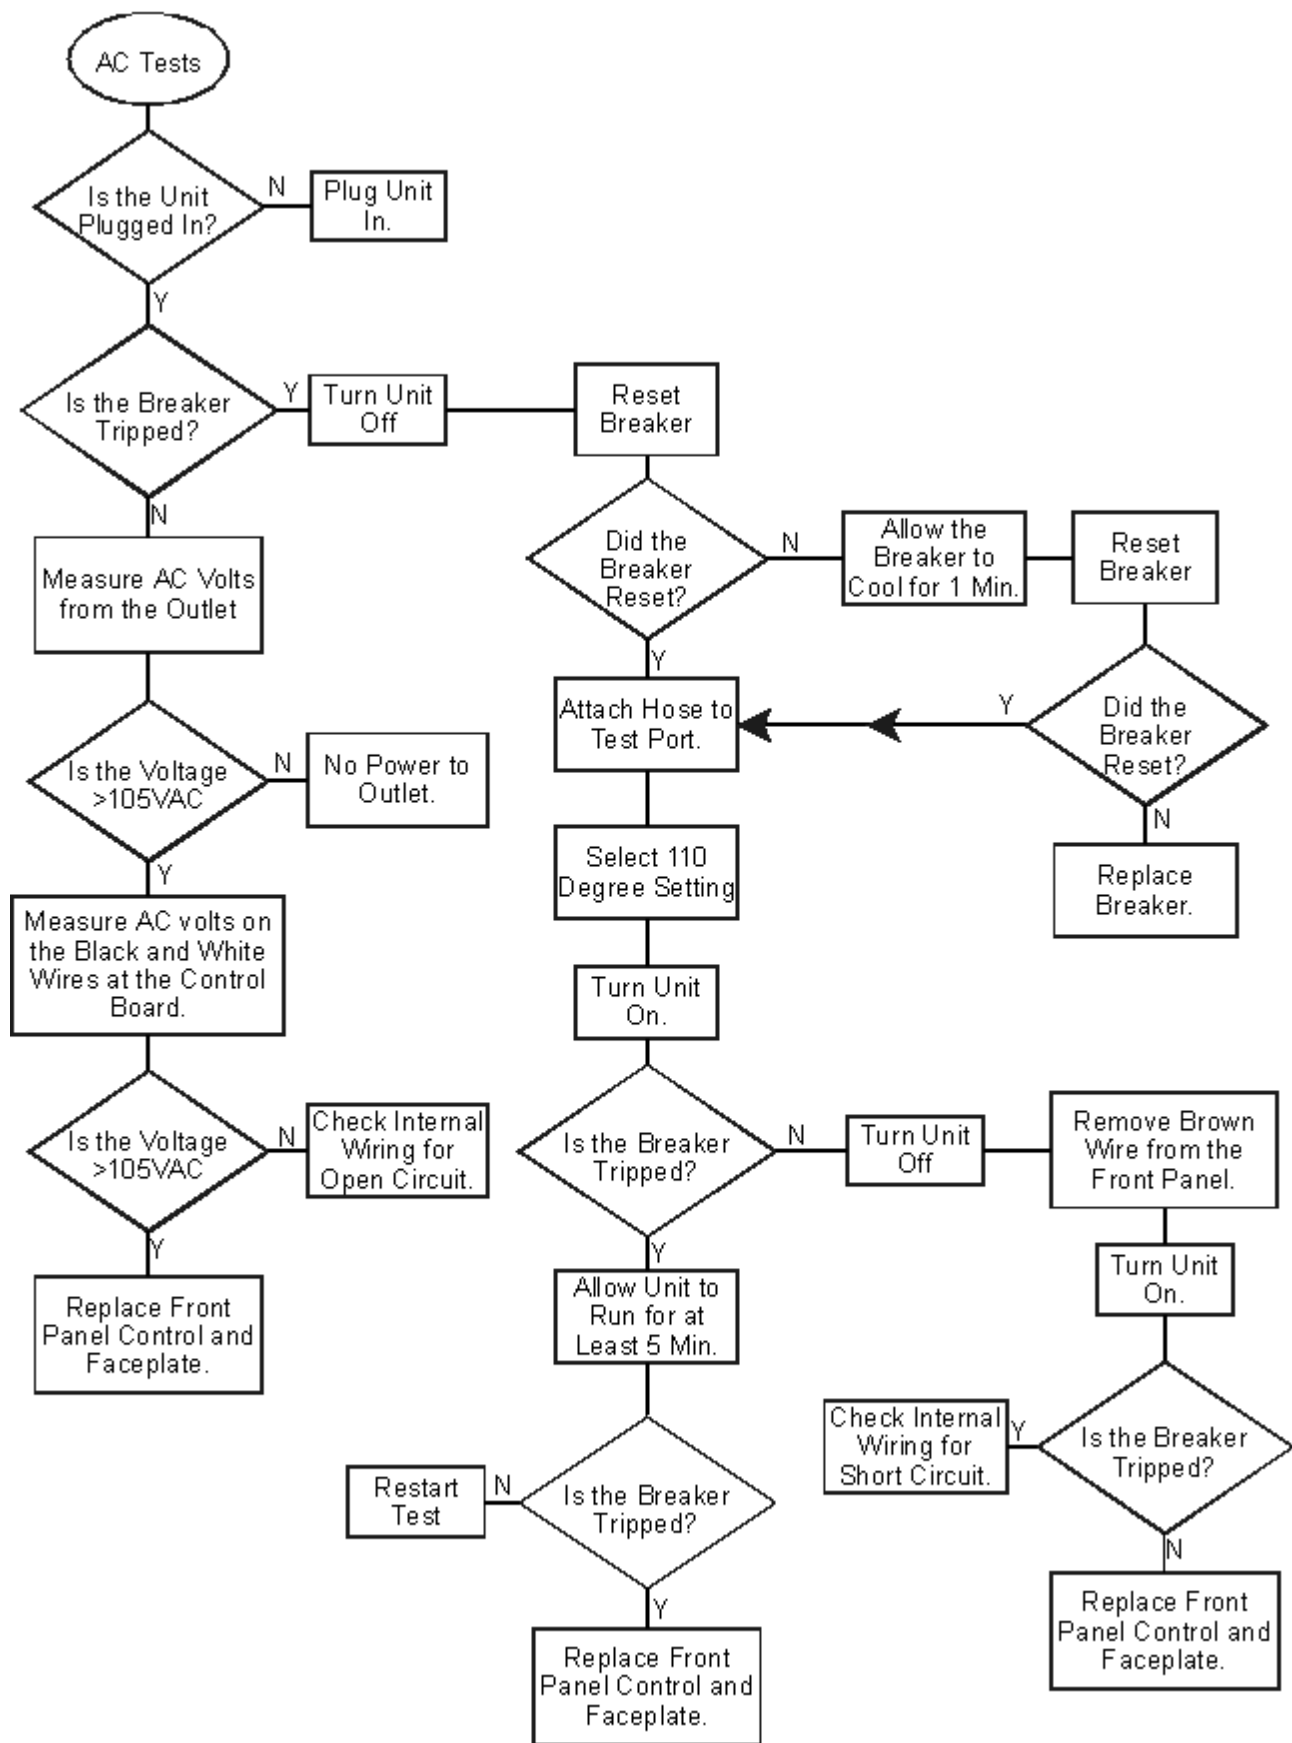 AC Tests
Is the Unit
Plugged In?
N
Plug Unit
In.
Y
Is the Breaker
Tripped?
Y
Turn Unit
Off
Reset
Breaker
N
Measure AC Volts
from the Outlet
Did the
Breaker
Reset?
N
Allow the
Breaker to
Cool for 1 Min.
Reset
Breaker
Y
Attach Hose to
Test Port.
Y
Did the
Breaker
Reset?
N
Replace
Breaker.
Is the Voltage
>105VAC
N
No Power to
Outlet.
Y
Select 110
Degree Setting
Measure AC volts on
the Black and White
Wires at the Control
Board.
Turn Unit
On.
Is the Voltage
>105VAC
N
Check Internal
Wiring for
Open Circuit.
Y
Replace Front
Panel Control and
Faceplate.
Is the Breaker
Tripped?
N
Turn Unit
Off
Remove Brown
Wire from the
Front Panel.
Y
Allow Unit to
Run for at
Least 5 Min.
Turn Unit
On.
Is the Breaker
Tripped?
Y
Check Internal
Wiring for
Short Circuit.
N
Replace Front
Panel Control and
Faceplate.
Is the Breaker
Tripped?
N
Restart
Test
Y
Replace Front
Panel Control and
Faceplate.